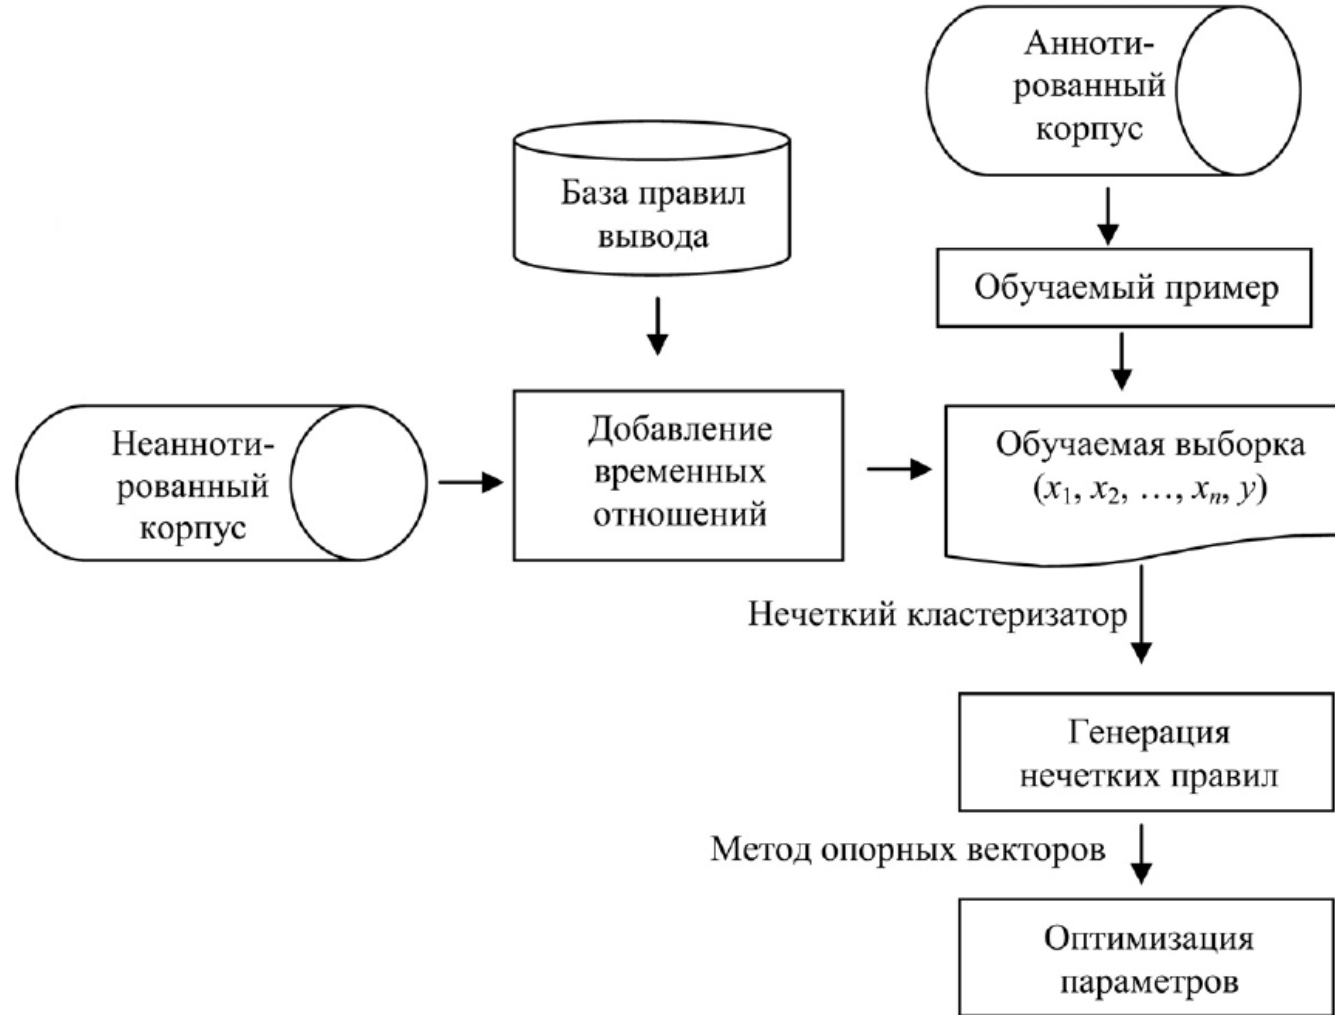 Анноти-
рованный
корпус
База правил
вывода
Обучаемый пример
Неанноти-
рованный
корпус
Добавление
временных
отношений
Обучаемая выборка
(x₁, x₂, …, xₙ, y)
Нечеткий кластеризатор
Генерация
нечетких правил
Метод опорных векторов
Оптимизация
параметров